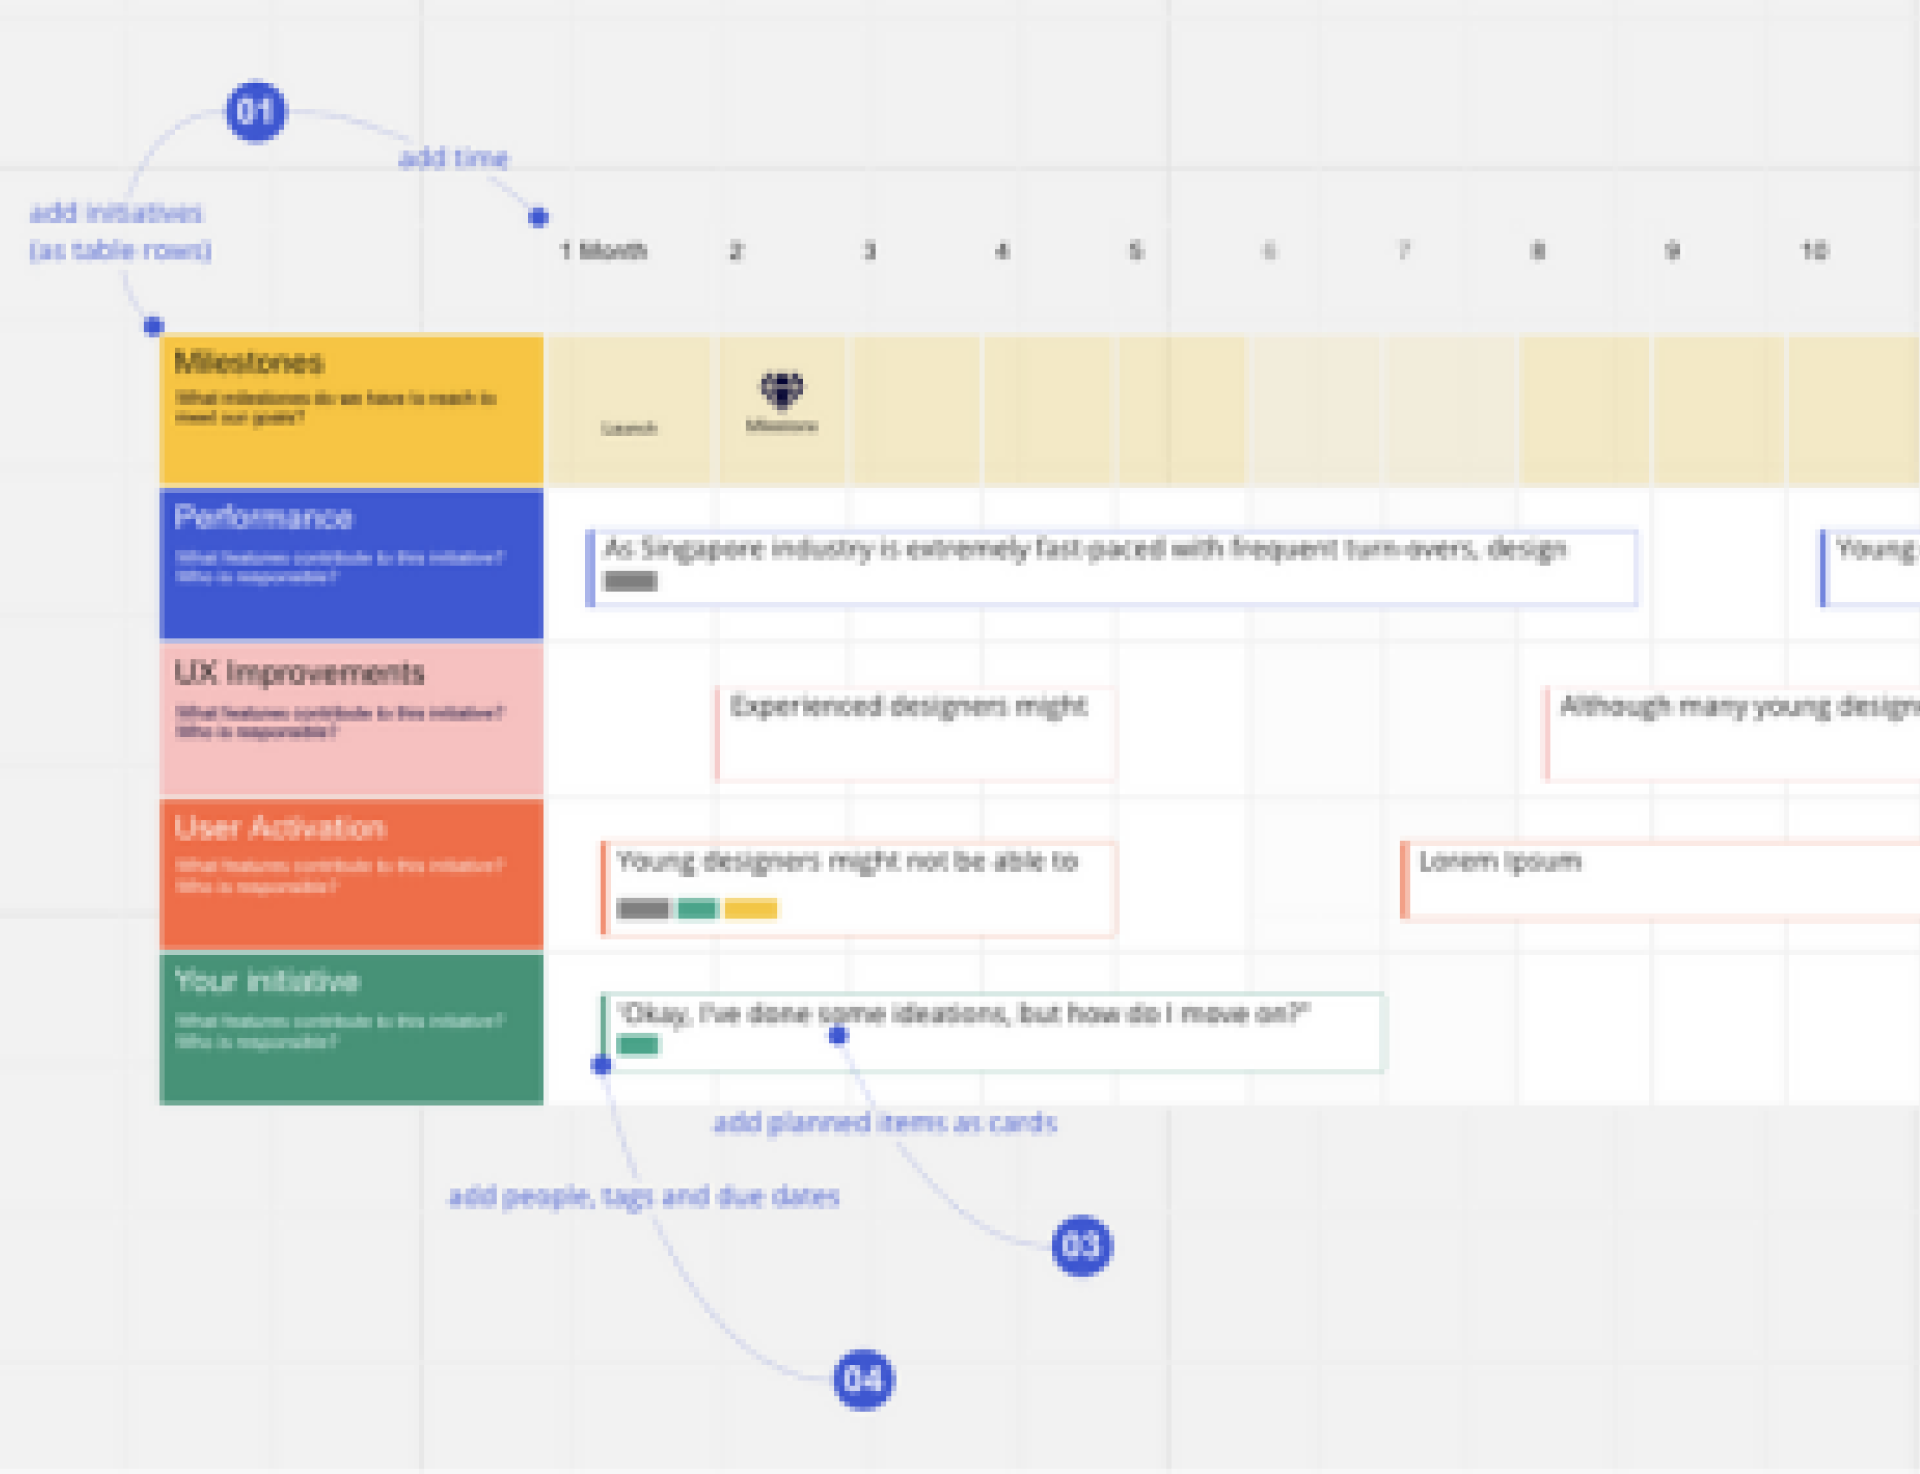 01
add time
add initiatives
(as table rows)
1 Month 2 3 4 5 6 7 8 9 10
Milestones
What milestones do we have to reach to
meet our goals?
Launch
Milestone
Performance
What features contribute to this initiative?
Who is responsible?
As Singapore industry is extremely fast-paced with frequent turn-overs, design
Young
UX Improvements
What features contribute to this initiative?
Who is responsible?
Experienced designers might
Although many young
User Activation
What features contribute to this initiative?
Who is responsible?
Young designers might not be able to
Lorem Ipsum
Your initiative
What features contribute to this initiative?
Who is responsible?
"Okay, I've done some ideations, but how do I move on?"
add planned items as cards
add people, tags and due dates
03
04